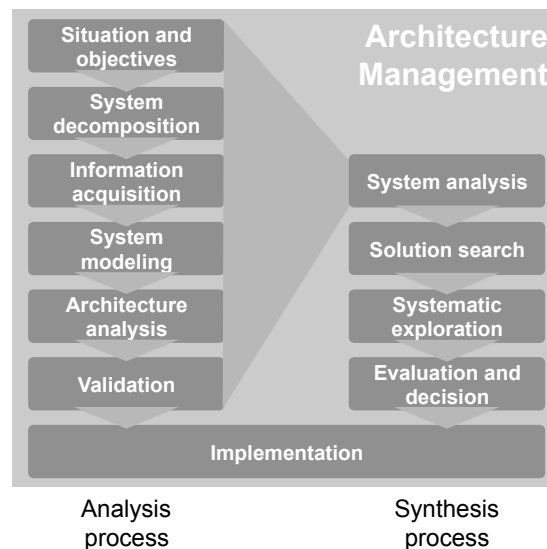 Situation and
objectives
System
decomposition
Information
acquisition
System
modeling
Architecture
analysis
Validation
Architecture
Management
System analysis
Solution search
Systematic
exploration
Evaluation and
decision
Implementation
Analysis
process
Synthesis
process